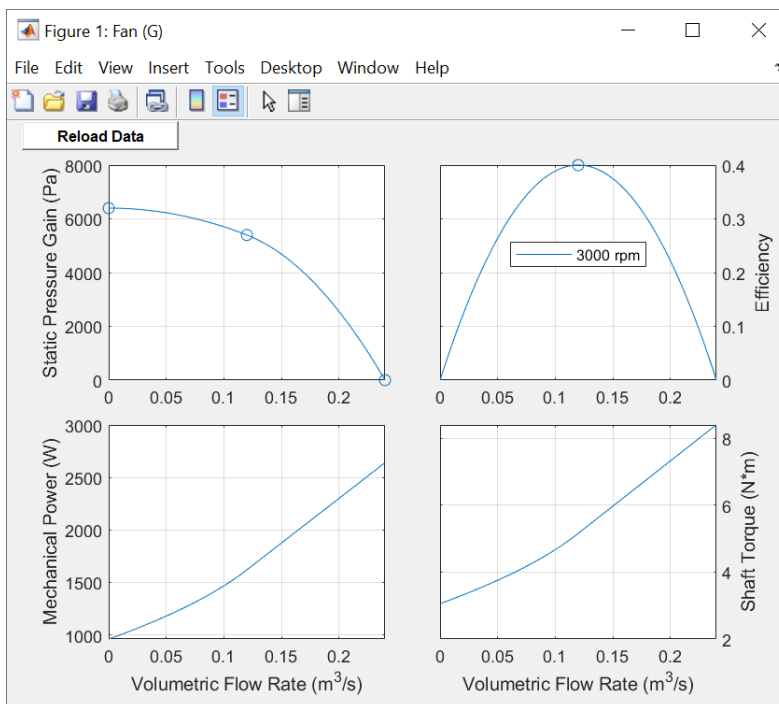 Figure 1: Fan (G)
File Edit View Insert Tools Desktop Window Help
Reload Data
Static Pressure Gain (Pa)
8000
6000
4000
2000
0
0 0.05 0.1 0.15 0.2
3000 rpm
Efficiency
0.4
0.3
0.2
0.1
0
0 0.05 0.1 0.15 0.2
Mechanical Power (W)
3000
2500
2000
1500
1000
0 0.05 0.1 0.15 0.2
Volumetric Flow Rate (m³/s)
Shaft Torque (N*m)
8
6
4
2
0 0.05 0.1 0.15 0.2
Volumetric Flow Rate (m³/s)